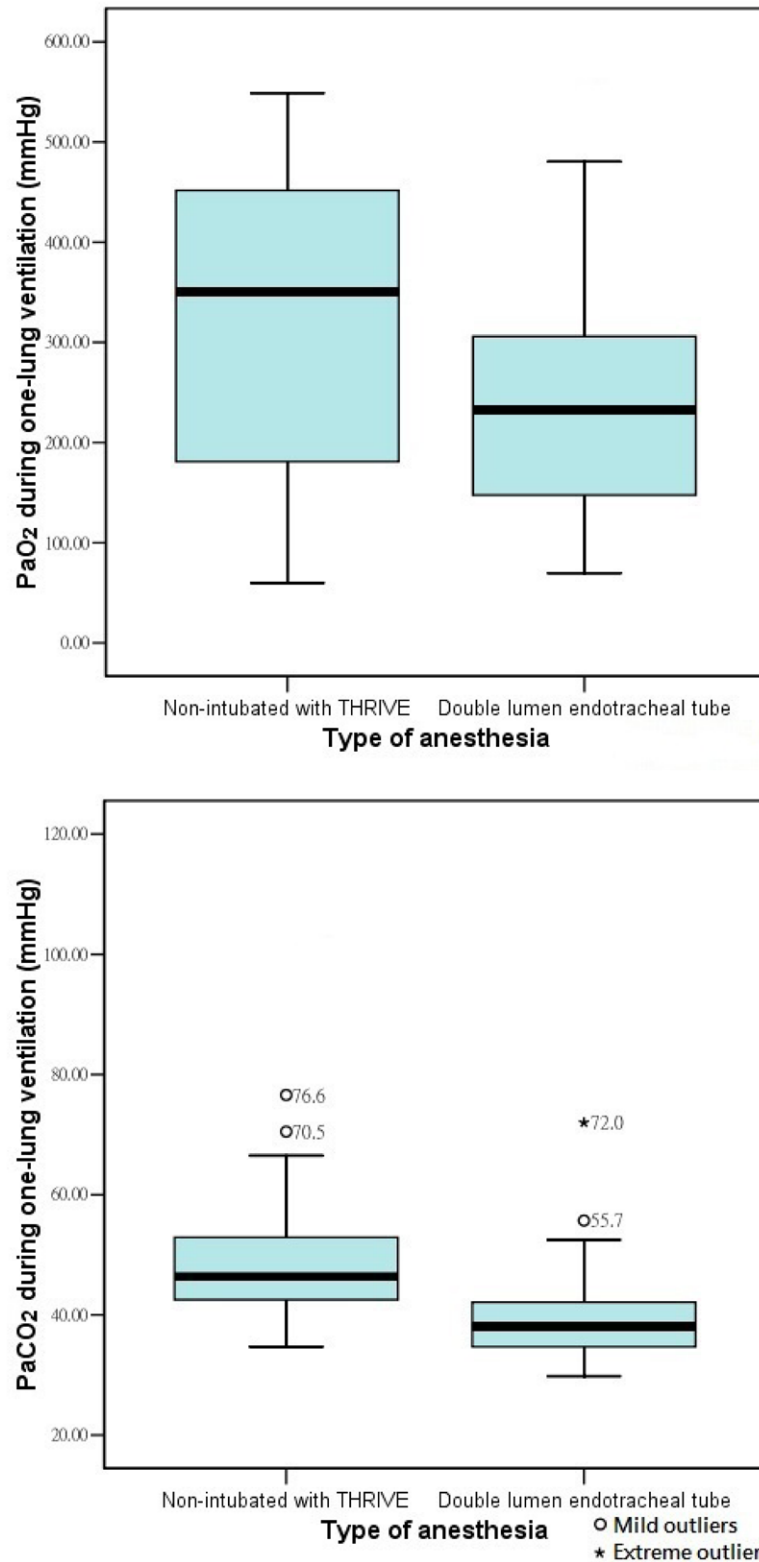 600.00
500.00
400.00
300.00
200.00
100.00
0.00
PaO2 during one-lung ventilation (mmHg)
Non-intubated with THRIVE Double lumen endotracheal tube
Type of anesthesia
120.00
100.00
80.00
60.00
40.00
20.00
PaCO2 during one-lung ventilation (mmHg)
76.6
70.5
72.0
55.7
Non-intubated with THRIVE Double lumen endotracheal tube
Type of anesthesia
Mild outliers
Extreme outlier